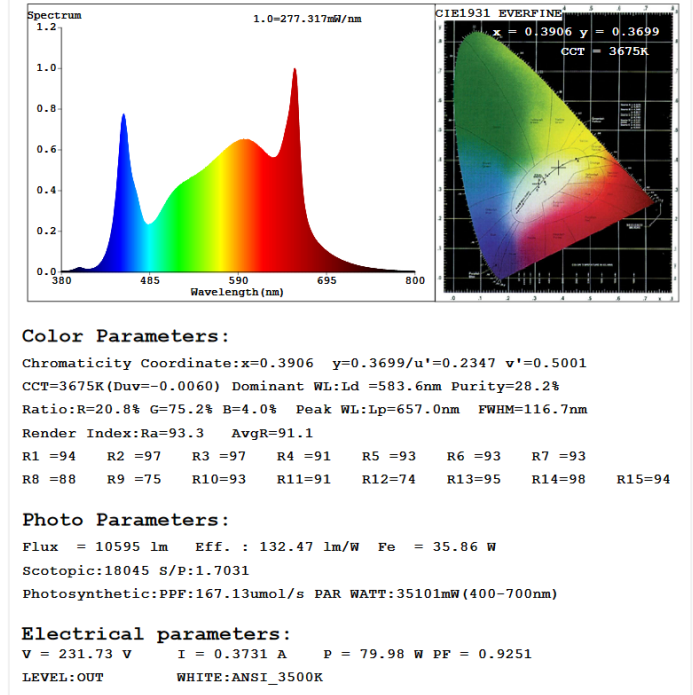 Spectrum
1.0=277.317mW/nm
1.2
1.0
0.8
0.6
0.4
0.2
0.0
380 485 590 695 800
Wavelength(nm)
CIE1931 EVERFINE
x = 0.3906 y = 0.3699
CCT = 3675K
Color Parameters:
Chromaticity Coordinate:x=0.3906 y=0.3699/u'=0.2347 v'=0.5001
CCT=3675K(Duv=-0.0060) Dominant WL:Ld =583.6nm Purity=28.2%
Ratio:R=20.8% G=75.2% B=4.0% Peak WL:Lp=657.0nm FWHM=116.7nm
Render Index:Ra=93.3 AvgR=91.1
R1 =94 R2 =97 R3 =97 R4 =91 R5 =93 R6 =93 R7 =93
R8 =88 R9 =75 R10=93 R11=91 R12=74 R13=95 R14=98 R15=94
Photo Parameters:
Flux = 10595 lm Eff. : 132.47 lm/W Fe = 35.86 W
Scotopic:18045 S/P:1.7031
Photosynthetic:PPF:167.13umol/s PAR WATT:35101mW(400-700nm)
Electrical parameters:
V = 231.73 V I = 0.3731 A P = 79.98 W PF = 0.9251
LEVEL:OUT WHITE:ANSI_3500K